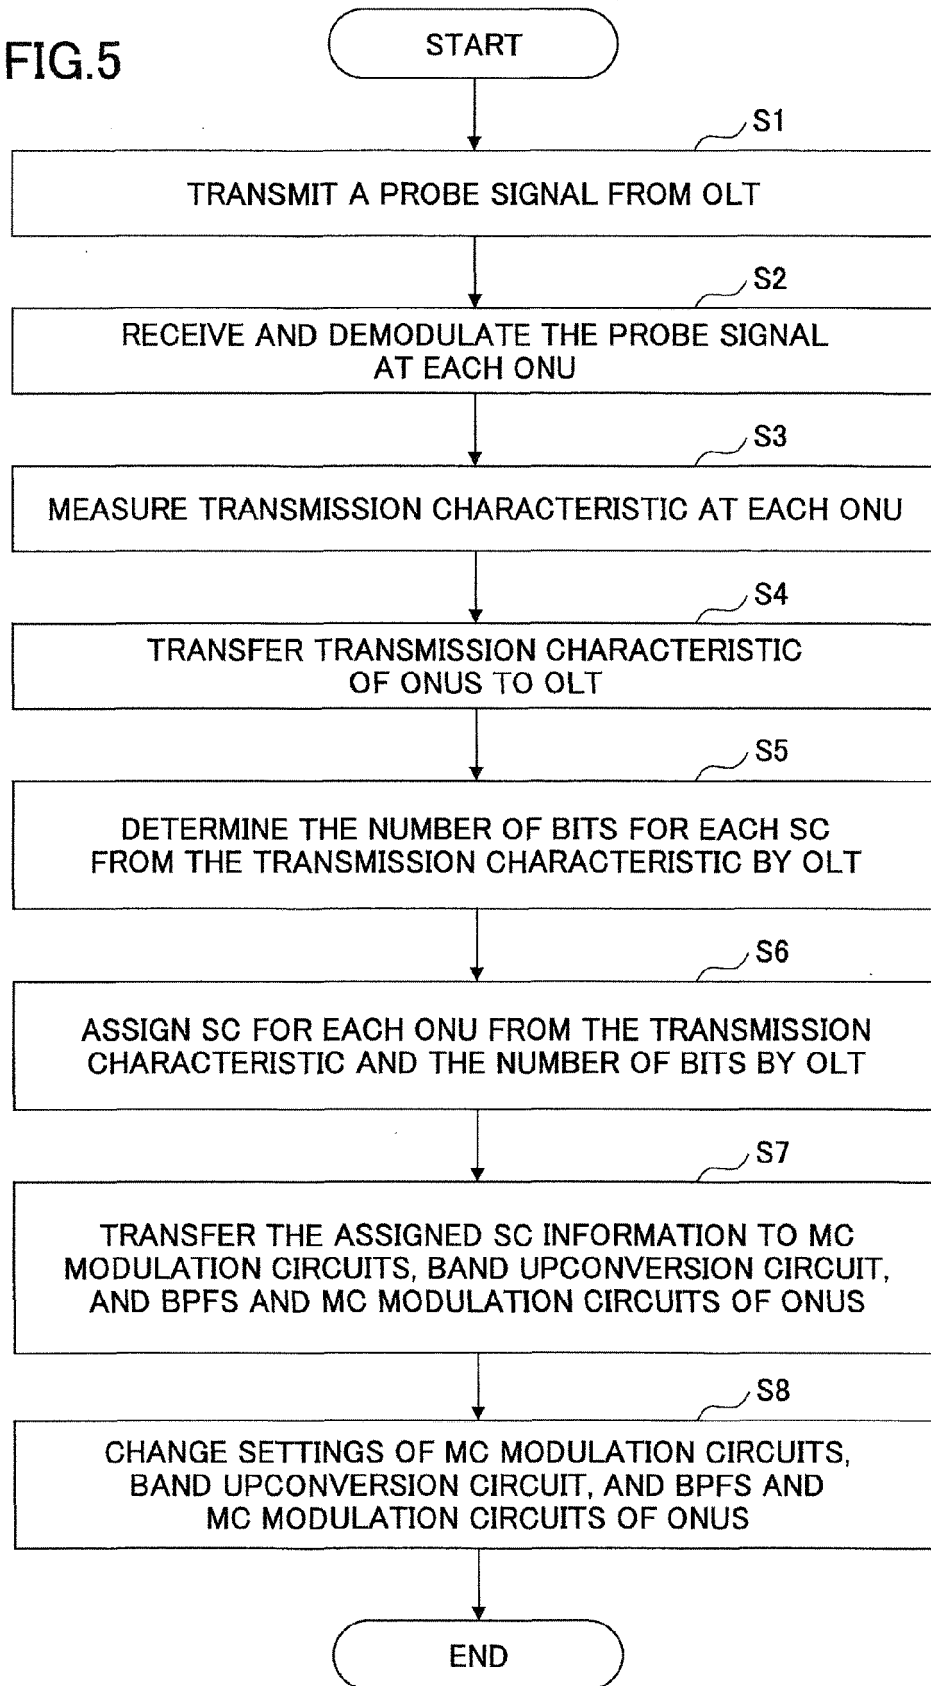 FIG.5
START
S1
TRANSMIT A PROBE SIGNAL FROM OLT
S2
RECEIVE AND DEMODULATE THE PROBE SIGNAL
AT EACH ONU
S3
MEASURE TRANSMISSION CHARACTERISTIC AT EACH ONU
S4
TRANSFER TRANSMISSION CHARACTERISTIC
OF ONUS TO OLT
S5
DETERMINE THE NUMBER OF BITS FOR EACH SC
FROM THE TRANSMISSION CHARACTERISTIC BY OLT
S6
ASSIGN SC FOR EACH ONU FROM THE TRANSMISSION
CHARACTERISTIC AND THE NUMBER OF BITS BY OLT
S7
TRANSFER THE ASSIGNED SC INFORMATION TO MC
MODULATION CIRCUITS, BAND UPCONVERSION CIRCUIT,
AND BPFS AND MC MODULATION CIRCUITS OF ONUS
S8
CHANGE SETTINGS OF MC MODULATION CIRCUITS,
BAND UPCONVERSION CIRCUIT, AND BPFS AND
MC MODULATION CIRCUITS OF ONUS
END